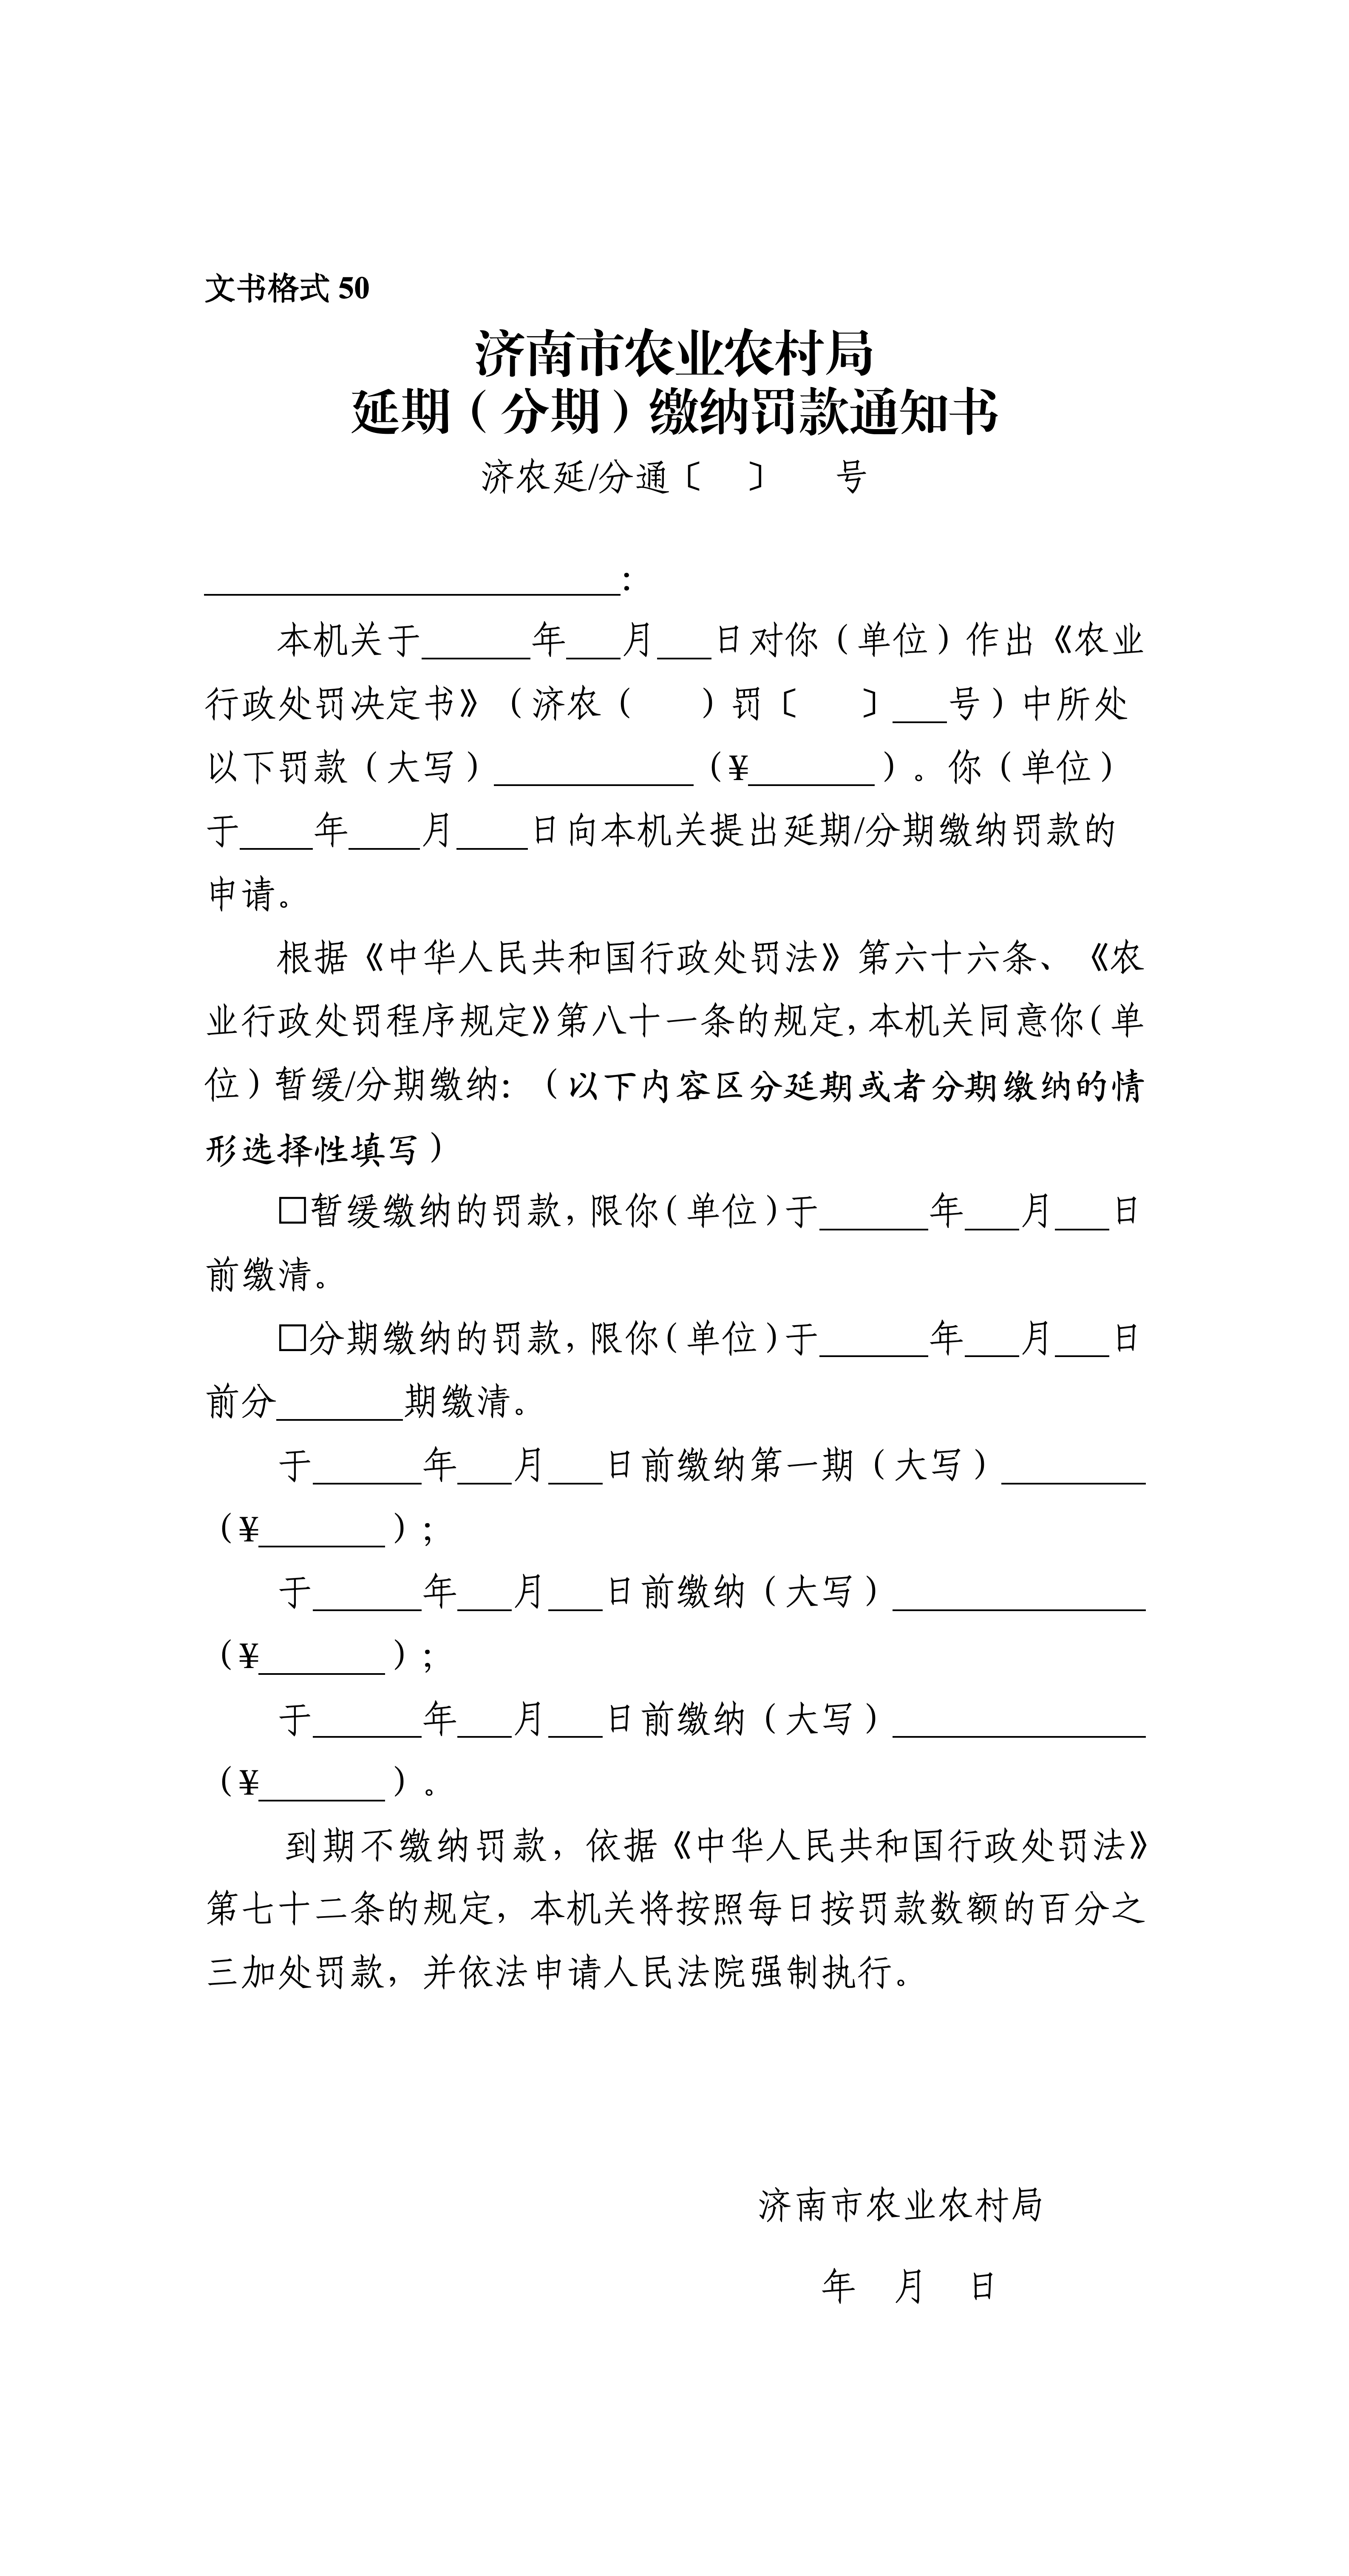 文书格式 50
济南市农业农村局
延期（分期）缴纳罚款通知书
济农延/分通〔　〕　　号
_______________________：
本机关于______年___月___日对你（单位）作出《农业
行政处罚决定书》（济农（　　）罚〔　　〕___号）中所处
以下罚款（大写）___________（¥_______）。你（单位）
于____年____月____日向本机关提出延期/分期缴纳罚款的
申请。
根据《中华人民共和国行政处罚法》第六十六条、《农
业行政处罚程序规定》第八十一条的规定，本机关同意你（单
位）暂缓/分期缴纳：（以下内容区分延期或者分期缴纳的情
形选择性填写）
□暂缓缴纳的罚款，限你（单位）于______年___月___日
前缴清。
□分期缴纳的罚款，限你（单位）于______年___月___日
前分_______期缴清。
于______年___月___日前缴纳第一期（大写）________
（¥_______）；
于______年___月___日前缴纳（大写）______________
（¥_______）；
于______年___月___日前缴纳（大写）______________
（¥_______）。
到期不缴纳罚款，依据《中华人民共和国行政处罚法》
第七十二条的规定，本机关将按照每日按罚款数额的百分之
三加处罚款，并依法申请人民法院强制执行。
济南市农业农村局
年　月　日